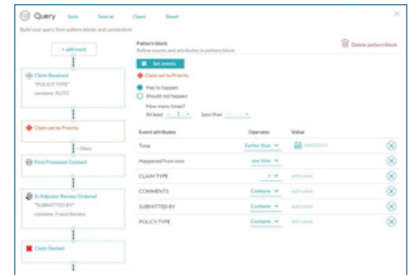 Query Save Save as Open Reset
Build your query from pattern blocks and connections
+ add event
Claim Received
"POLICY TYPE"
contains: AUTO
Claim set to Priority
First Processor Contact
Sr Adjuster Review Ordered
"SUBMITTED BY"
contains: Fraud Review
Claim Denied
Pattern block
Delete pattern block
Define events and attributes in pattern block
Set events
Claim set to Priority
Has to happen
Should not happen
How many times?
At least - 1 + Less than - +
Event attributes Operator Value
Time Earlier than
Happened from now any time
CLAIM TYPE = add value
COMMENTS Contains add value
SUBMITTED BY Contains add value
POLICY TYPE Contains add value